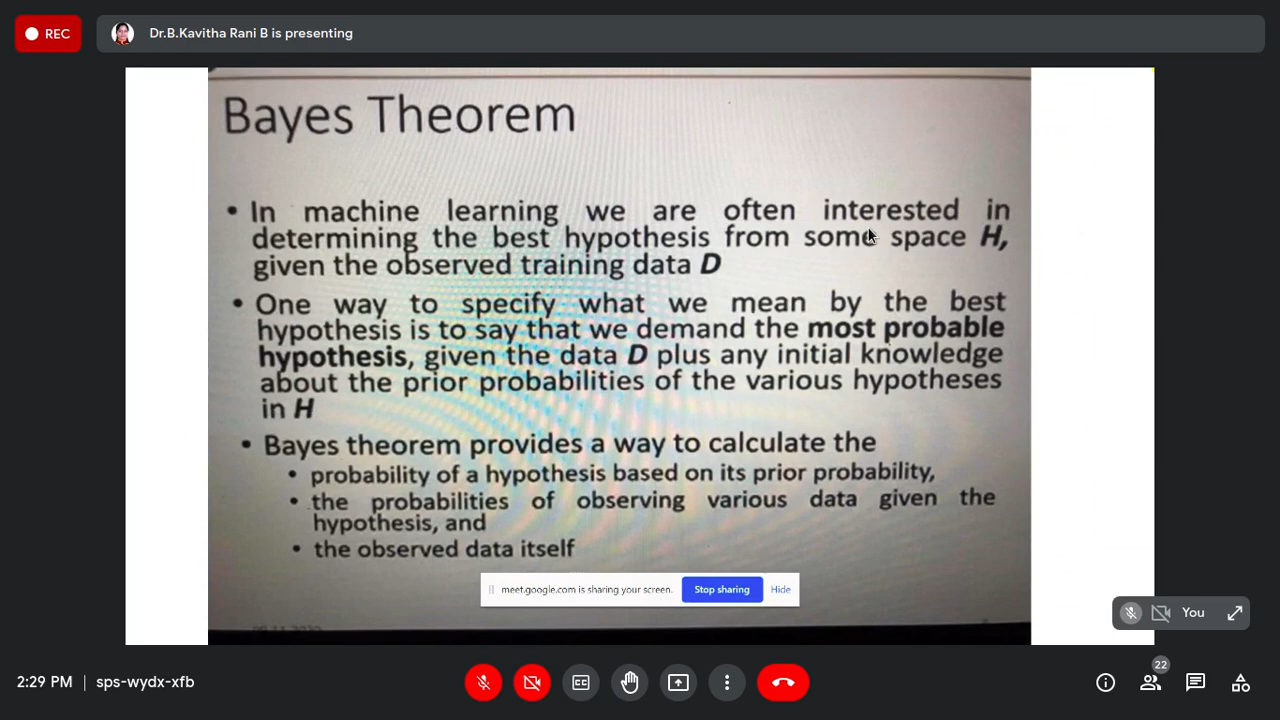 REC
Dr.B.Kavitha Rani B is presenting
Bayes Theorem
• In machine learning we are often interested in
determining the best hypothesis from some space H,
given the observed training data D
• One way to specify what we mean by the best
hypothesis is to say that we demand the most probable
hypothesis, given the data D plus any initial knowledge
about the prior probabilities of the various hypotheses
in H
• Bayes theorem provides a way to calculate the
• probability of a hypothesis based on its prior probability,
• the probabilities of observing various data given the
hypothesis, and
• the observed data itself
meet.google.com is sharing your screen. Stop sharing Hide
You
2:29 PM | sps-wydx-xfb
22